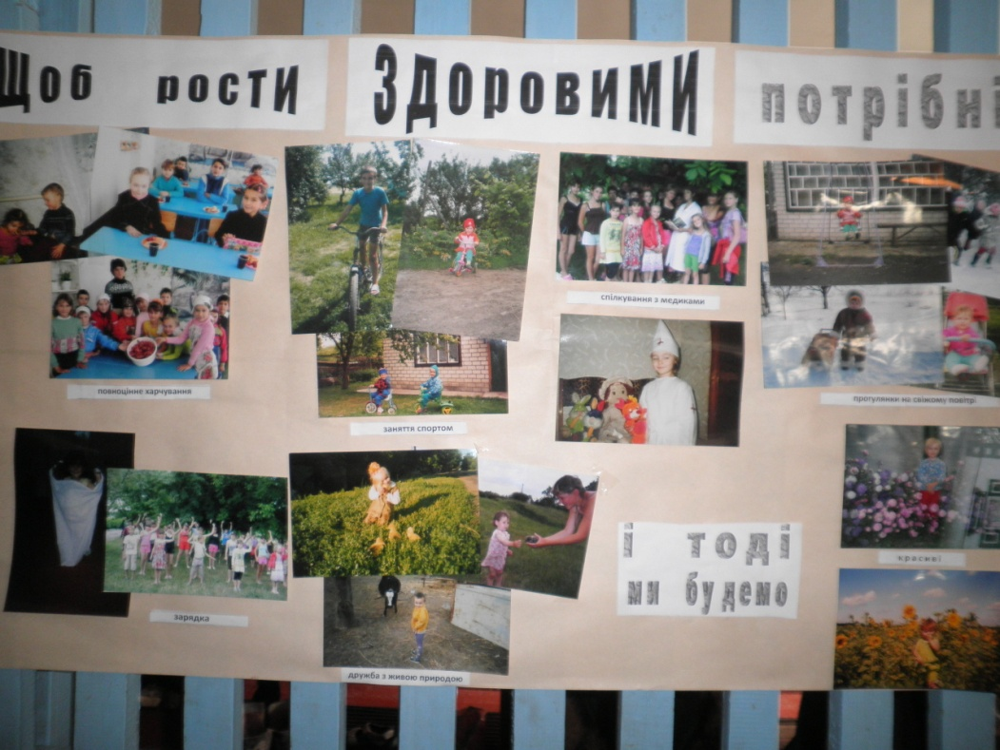 Щоб рости ЗдоровиМИ потрібні
спілкування з медиками
повноцінне харчування
заняття спортом
протулянки на свіжому повітрі
зарядка
дружба з живою природою
і тоді
ми будемо
красиві